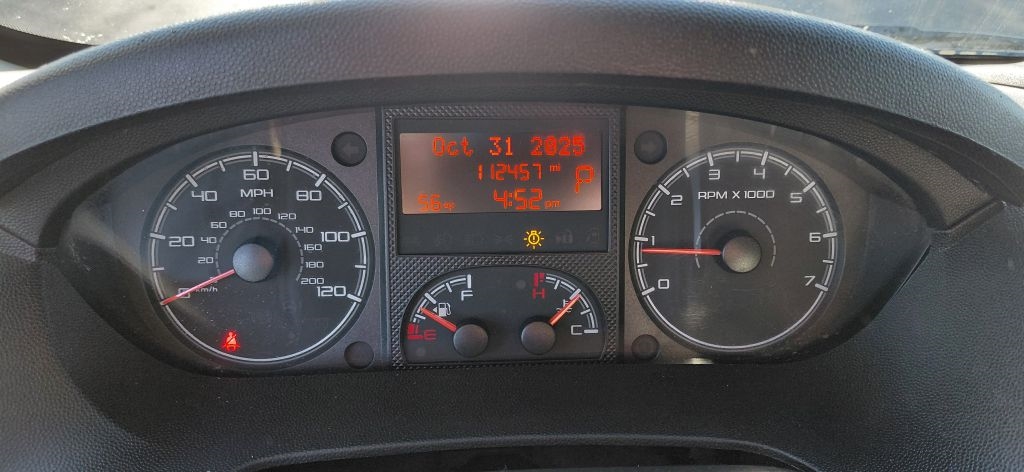 Oct 31 2025
112457 mi
P
56°F
4:52 pm
0 20 40 60 80 100 120
MPH
20 40 60 80 100 120 140 160 180 200
km/h
0 1 2 3 4 5 6 7
RPM X 1000
F
E
H
C